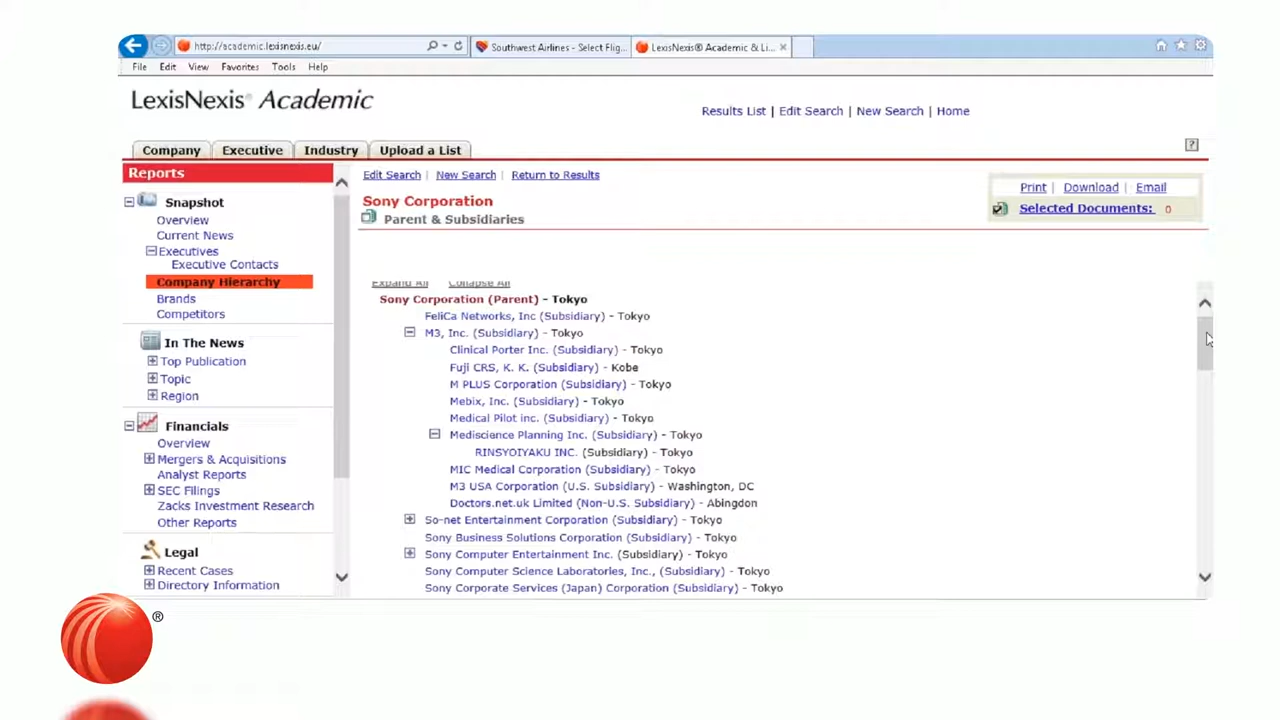 http://academic.lexisnexis.eu/
Southwest Airlines - Select Flig...
LexisNexis® Academic & Li...
File Edit View Favorites Tools Help
LexisNexis® Academic
Results List | Edit Search | New Search | Home
Company Executive Industry Upload a List
?
Reports
Edit Search | New Search | Return to Results
Print | Download | Email
Selected Documents: 0
Sony Corporation
Parent & Subsidiaries
Snapshot
Overview
Current News
Executives
Executive Contacts
Company Hierarchy
Brands
Competitors
In The News
Top Publication
Topic
Region
Financials
Overview
Mergers & Acquisitions
Analyst Reports
SEC Filings
Zacks Investment Research
Other Reports
Legal
Recent Cases
Directory Information
Expand All Collapse All
Sony Corporation (Parent) - Tokyo
FeliCa Networks, Inc (Subsidiary) - Tokyo
M3, Inc. (Subsidiary) - Tokyo
Clinical Porter Inc. (Subsidiary) - Tokyo
Fuji CRS, K. K. (Subsidiary) - Kobe
M PLUS Corporation (Subsidiary) - Tokyo
Mebix, Inc. (Subsidiary) - Tokyo
Medical Pilot inc. (Subsidiary) - Tokyo
Mediscience Planning Inc. (Subsidiary) - Tokyo
RINSYOIYAKU INC. (Subsidiary) - Tokyo
MIC Medical Corporation (Subsidiary) - Tokyo
M3 USA Corporation (U.S. Subsidiary) - Washington, DC
Doctors.net.uk Limited (Non-U.S. Subsidiary) - Abingdon
So-net Entertainment Corporation (Subsidiary) - Tokyo
Sony Business Solutions Corporation (Subsidiary) - Tokyo
Sony Computer Entertainment Inc. (Subsidiary) - Tokyo
Sony Computer Science Laboratories, Inc., (Subsidiary) - Tokyo
Sony Corporate Services (Japan) Corporation (Subsidiary) - Tokyo
®